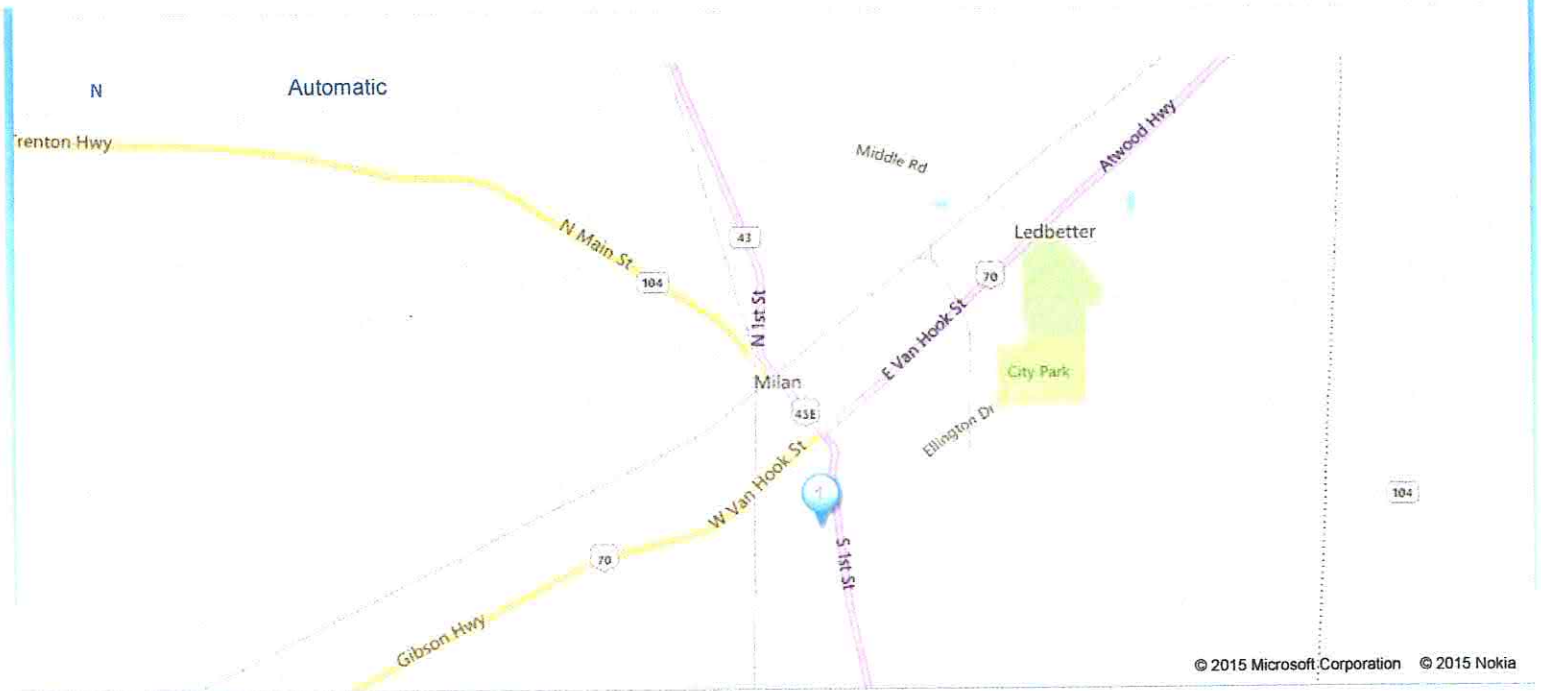 N Automatic
Trenton Hwy
Middle Rd
Atwood Hwy
N Main St
43
Ledbetter
104
70
N 1st St
E Van Hook St
Milan
City Park
45E
Ellington Dr
W Van Hook St
1
104
70
S 1st St
Gibson Hwy
© 2015 Microsoft Corporation © 2015 Nokia